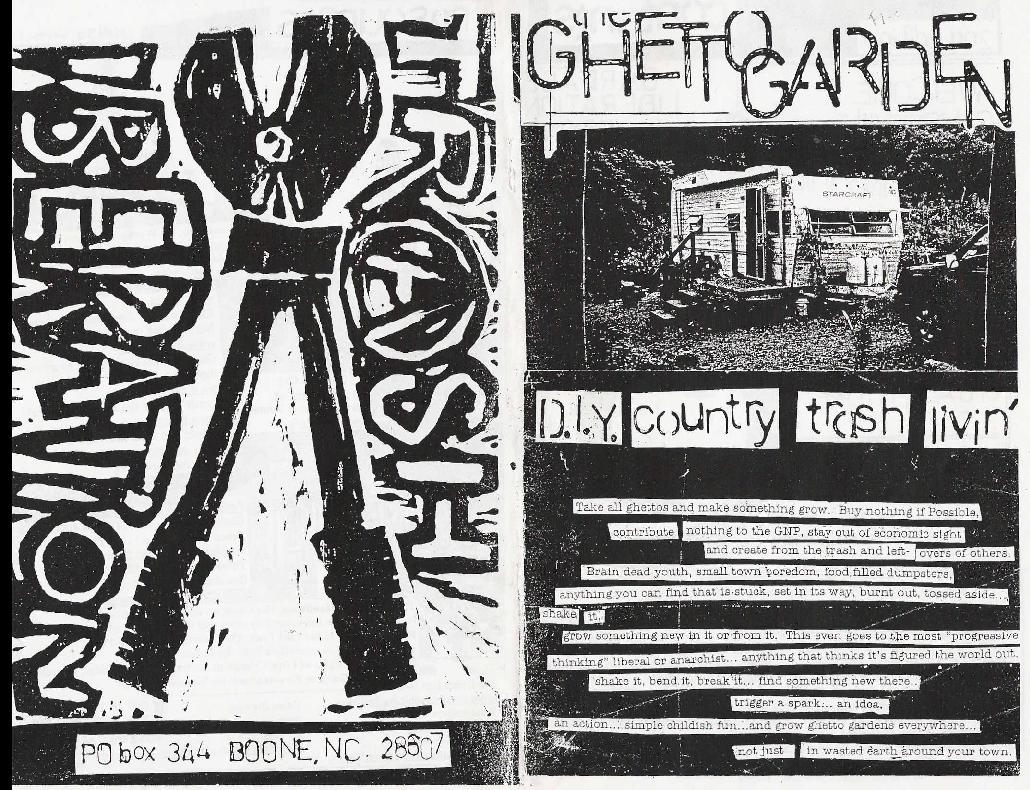 TRASH
LIBERATION
PO box 344 BOONE, NC. 28607
the
GHETTO GARDEN
STARCRAFT
D.I.Y. country trash livin'
Take all ghettos and make something grow. Buy nothing if Possible,
contribute nothing to the GNP, stay out of economic sight
and create from the trash and left- overs of others.
Brain dead youth, small town boredom, food filled dumpsters,
anything you can find that is stuck, set in its way, burnt out, tossed aside...
shake it,
grow something new in it or from it. This even goes to the most "progressive
thinking" liberal or anarchist... anything that thinks it's figured the world out.
shake it, bend it, break it... find something new there..
trigger a spark... an idea,
an action... simple childish fun...and grow ghetto gardens everywhere...
not just in wasted earth around your town.